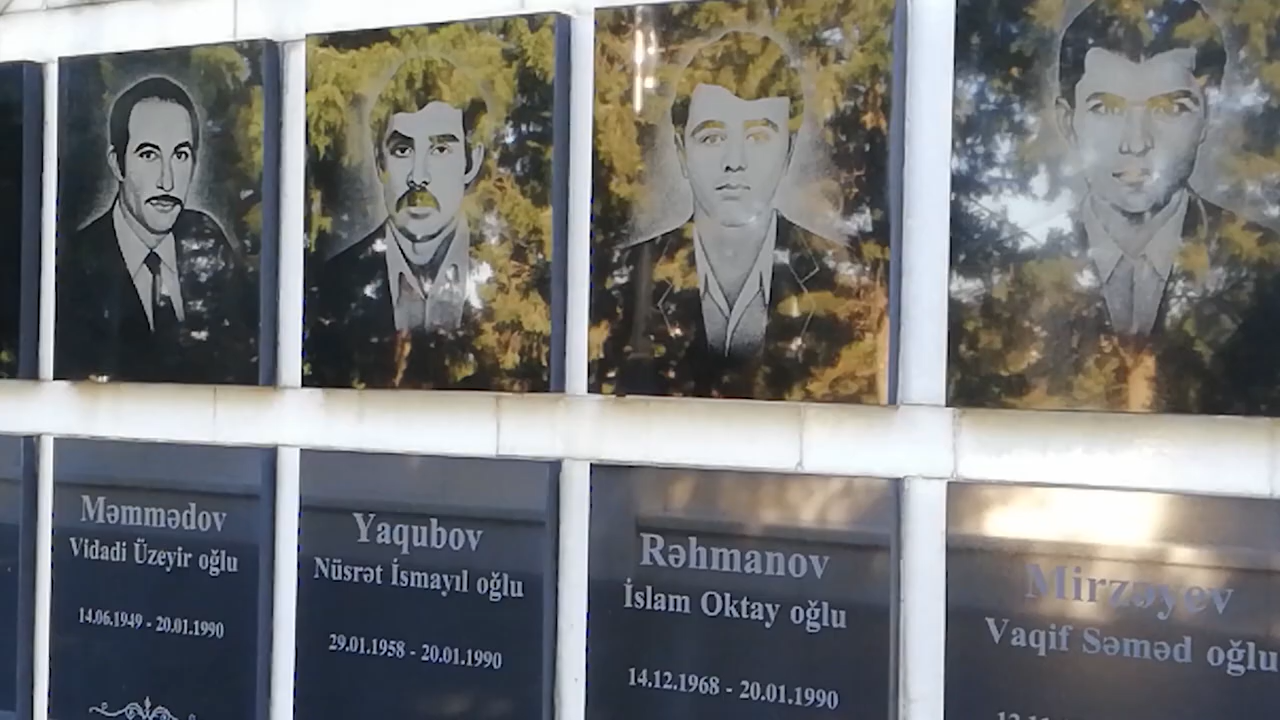 Məmmədov
Vidadi Üzeyir oğlu
14.06.1949 - 20.01.1990
Yaqubov
Nüsrət İsmayıl oğlu
29.01.1958 - 20.01.1990
Rəhmanov
İslam Oktay oğlu
14.12.1968 - 20.01.1990
Mirzəyev
Vaqif Səməd oğlu